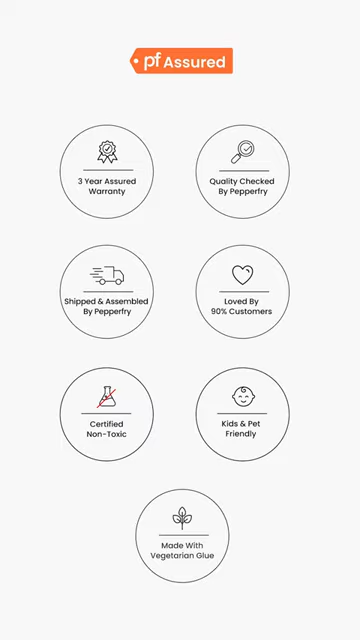 pf Assured
3 Year Assured
Warranty
Quality Checked
By Pepperfry
Shipped & Assembled
By Pepperfry
Loved By
90% Customers
Certified
Non-Toxic
Kids & Pet
Friendly
Made With
Vegetarian Glue